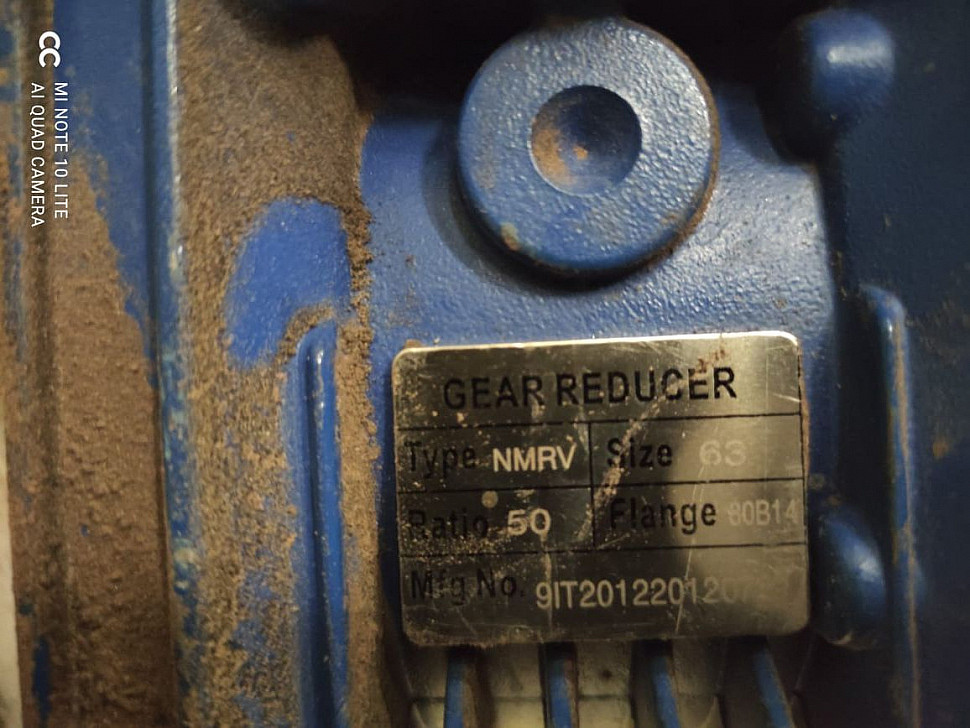 GEAR REDUCER
Type NMRV Size 63
Ratio 50 Flange 80B14
Mfg No.
MI NOTE 10 LITE
AI QUAD CAMERA